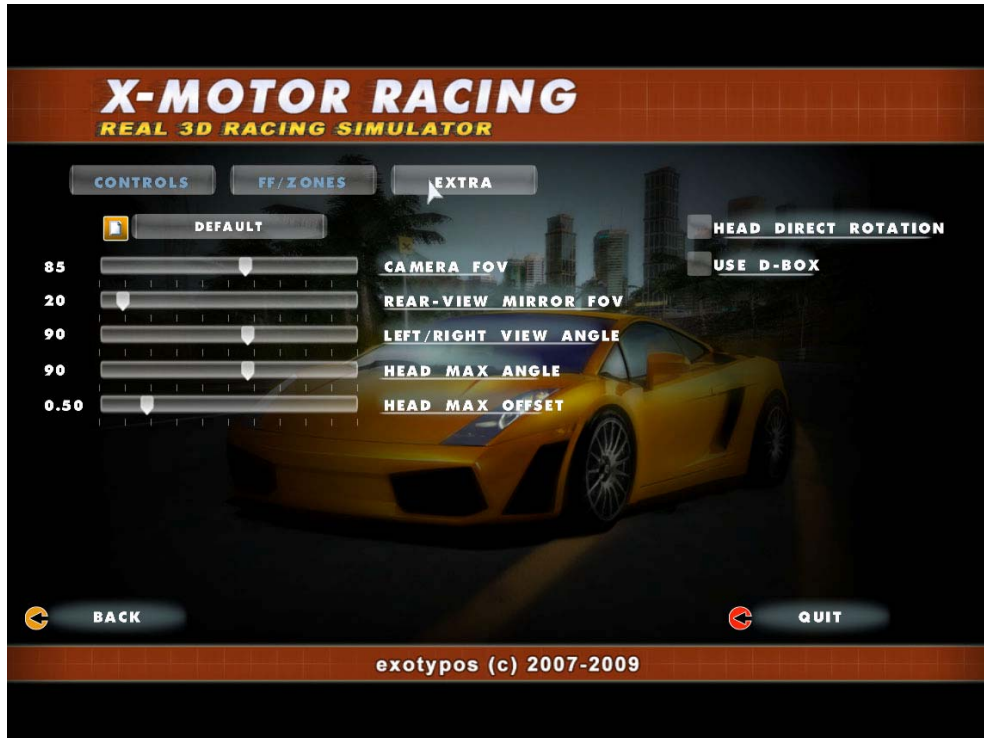 X-MOTOR RACING
REAL 3D RACING SIMULATOR
CONTROLS FF/ZONES EXTRA
DEFAULT
HEAD DIRECT ROTATION
85 CAMERA FOV
USE D-BOX
20 REAR-VIEW MIRROR FOV
90 LEFT/RIGHT VIEW ANGLE
90 HEAD MAX ANGLE
0.50 HEAD MAX OFFSET
BACK QUIT
exotypos (c) 2007-2009